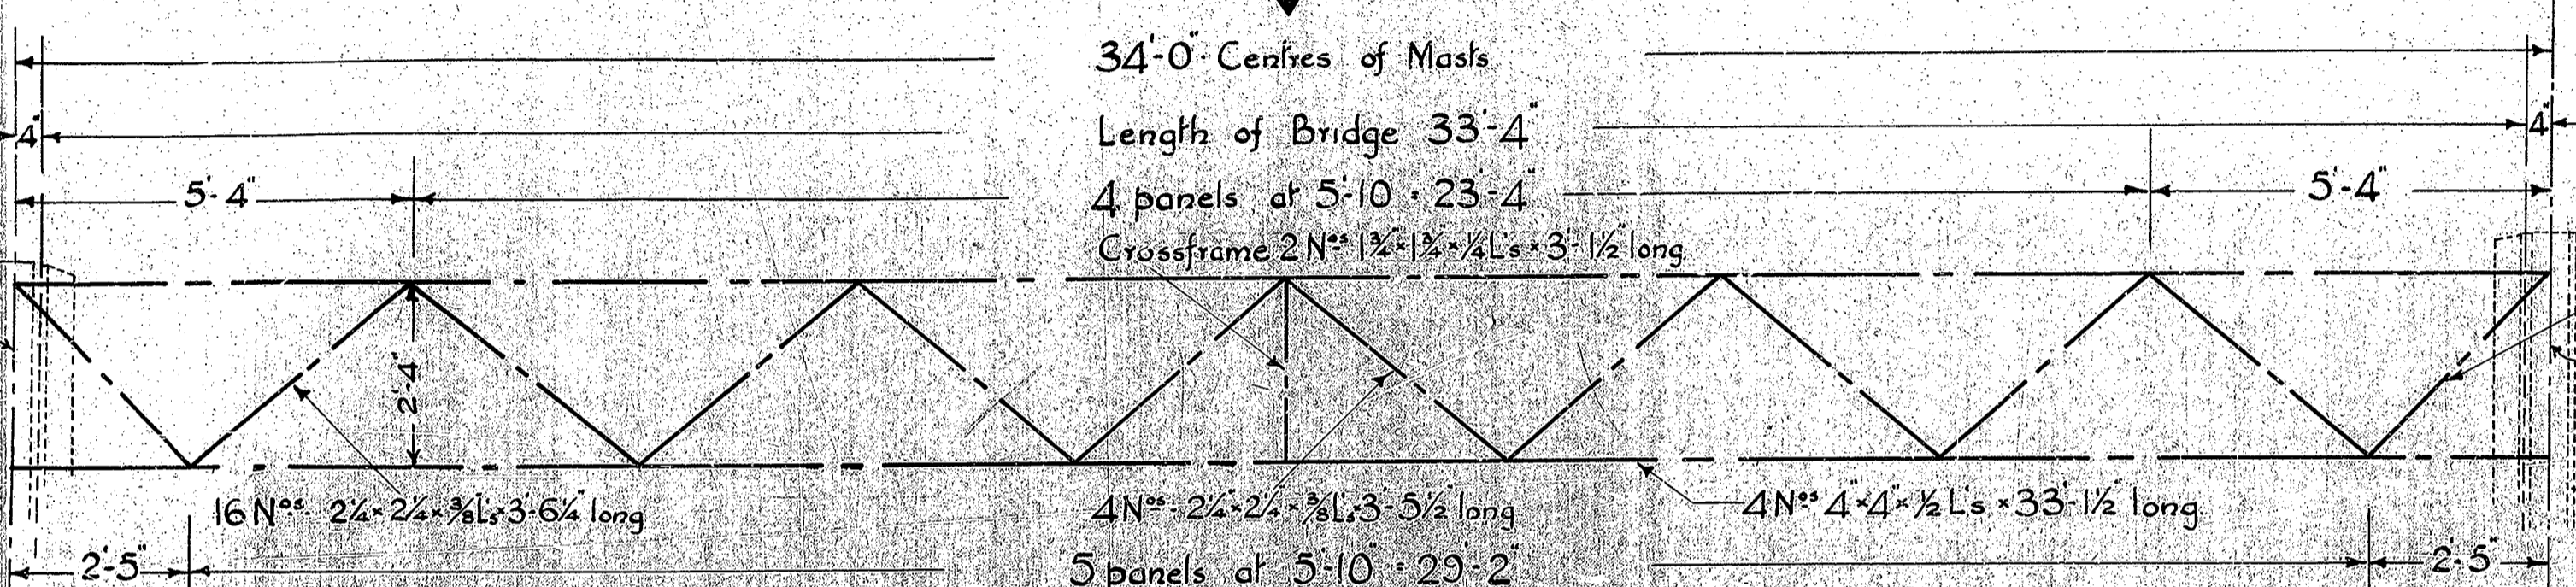 34'-0" Centres of Masts
4" Length of Bridge 33'-4" 4"
5'-4" 4 panels at 5'-10 = 23'-4" 5'-4"
Crossframe 2 Nos 1¾" × 1¾" × ¼ L's × 3'-1½" long.
2'-4"
16 Nos. 2¼" × 2¼" × ⅜ L's × 3'-6¼" long
4 Nos. 2¼" × 2¼" × ⅜ L's × 3'-5½" long
4 Nos 4" × 4" × ½ L's × 33'-1½" long.
2'-5" 5 panels at 5'-10" = 29'-2" 2'-5"